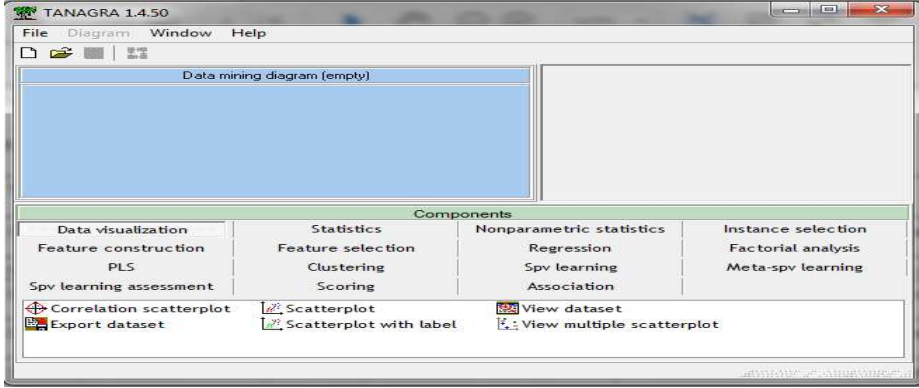 TANAGRA 1.4.50
File Diagram Window Help
Data mining diagram (empty)
Components
Data visualization Statistics Nonparametric statistics Instance selection
Feature construction Feature selection Regression Factorial analysis
PLS Clustering Spv learning Meta-spv learning
Spv learning assessment Scoring Association
Correlation scatterplot Scatterplot View dataset
Export dataset Scatterplot with label View multiple scatterplot